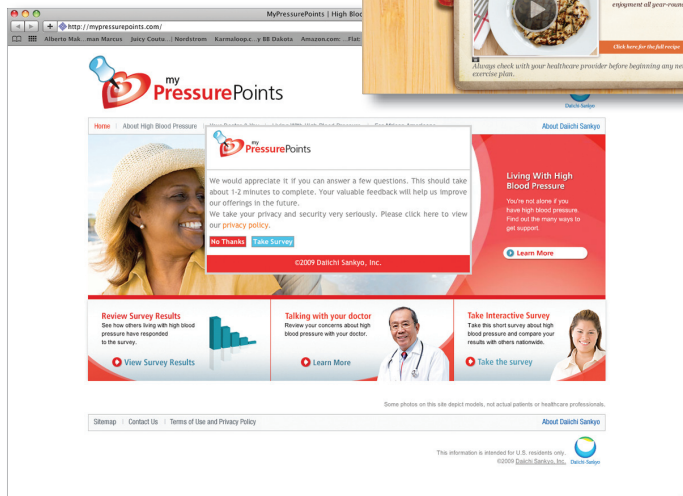 MyPressurePoints | High Bloo
http://mypressurepoints.com/
Alberto Mak...man Marcus Juicy Coutu...| Nordstrom Karmaloop.c...y BB Dakota Amazon.com: ...Flat:
enjoyment all year-roun
Click here for the full recipe
Always check with your healthcare provider before beginning any ne
exercise plan.
my
PressurePoints
Daiichi-Sankyo
Home About High Blood Pressure
About Daiichi Sankyo
my
PressurePoints
We would appreciate it if you can answer a few questions. This should take
about 1-2 minutes to complete. Your valuable feedback will help us improve
our offerings in the future.
We take your privacy and security very seriously. Please click here to view
our privacy policy.
No Thanks Take Survey
©2009 Daiichi Sankyo, Inc.
Living With High
Blood Pressure
You're not alone if you
have high blood pressure.
Find out the many ways to
get support.
Learn More
Review Survey Results
See how others living with high blood
pressure have responded
to the survey.
View Survey Results
Talking with your doctor
Review your concerns about high
blood pressure with your doctor.
Learn More
Take Interactive Survey
Take this short survey about high
blood pressure and compare your
results with others nationwide.
Take the survey
Some photos on this site depict models, not actual patients or healthcare professionals.
Sitemap Contact Us Terms of Use and Privacy Policy
About Daiichi Sankyo
This information is intended for U.S. residents only.
©2009 Daiichi Sankyo, Inc.
Daiichi-Sankyo